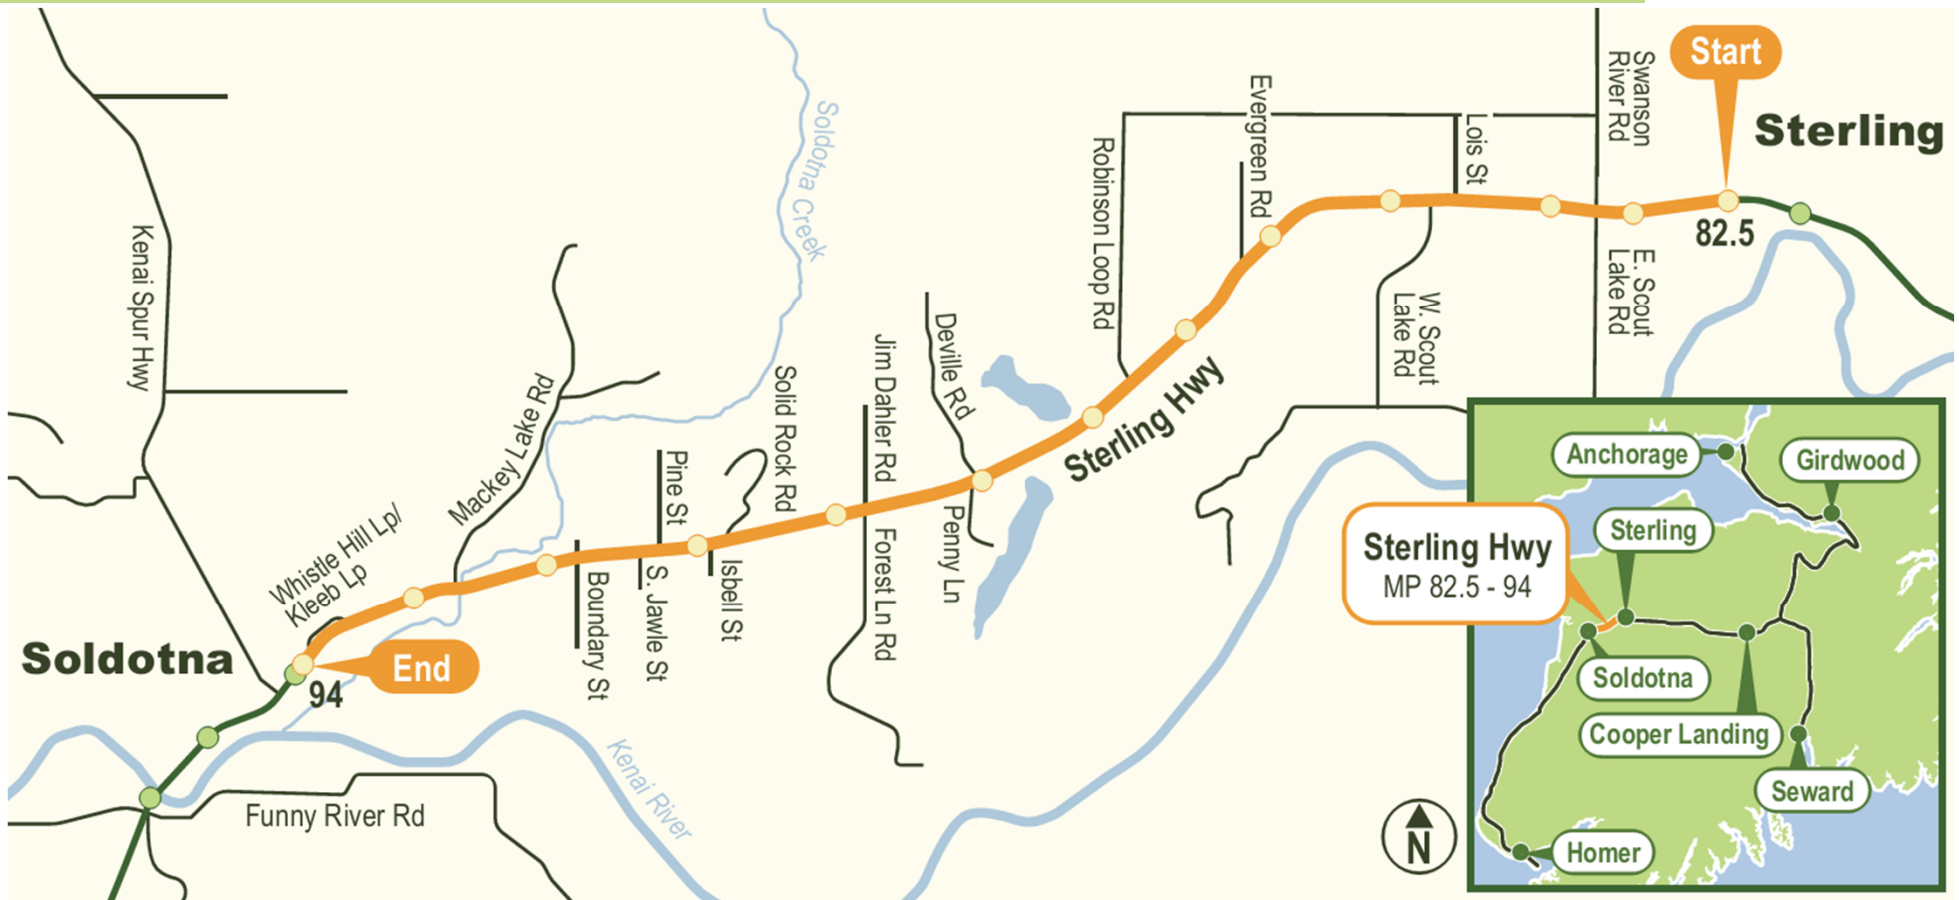 Start
Sterling
Swanson
River Rd
Lois St
Evergreen Rd
Robinson Loop Rd
Soldotna Creek
82.5
E. Scout
Lake Rd
W. Scout
Lake Rd
Kenai Spur Hwy
Deville Rd
Jim Dahler Rd
Solid Rock Rd
Sterling Hwy
Mackey Lake Rd
Pine St
Whistle Hill Lp/
Kleeb Lp
Penny Ln
Forest Ln Rd
Isbell St
S. Jawle St
Boundary St
Soldotna
End
94
Kenai River
Funny River Rd
N
Anchorage
Girdwood
Sterling
Sterling Hwy
MP 82.5 - 94
Soldotna
Cooper Landing
Seward
Homer